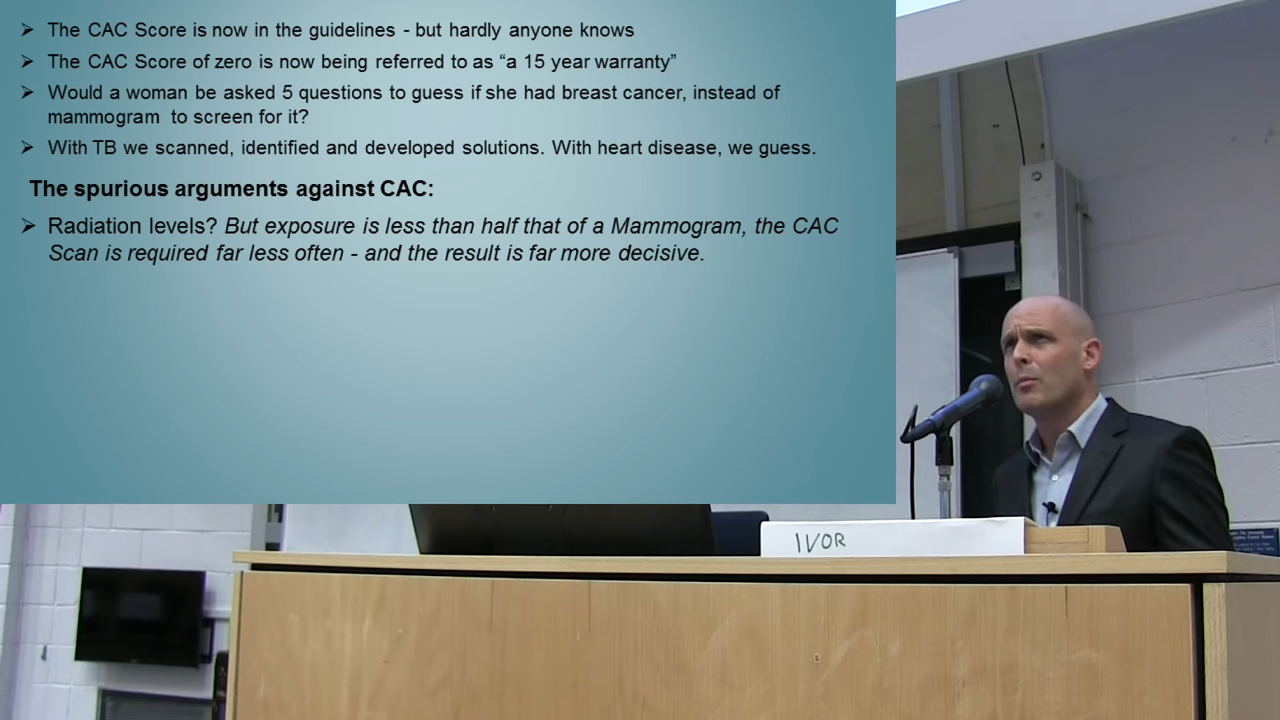 ➢ The CAC Score is now in the guidelines - but hardly anyone knows
➢ The CAC Score of zero is now being referred to as “a 15 year warranty”
➢ Would a woman be asked 5 questions to guess if she had breast cancer, instead of
mammogram to screen for it?
➢ With TB we scanned, identified and developed solutions. With heart disease, we guess.
The spurious arguments against CAC:
➢ Radiation levels? But exposure is less than half that of a Mammogram, the CAC
Scan is required far less often - and the result is far more decisive.
IVOR